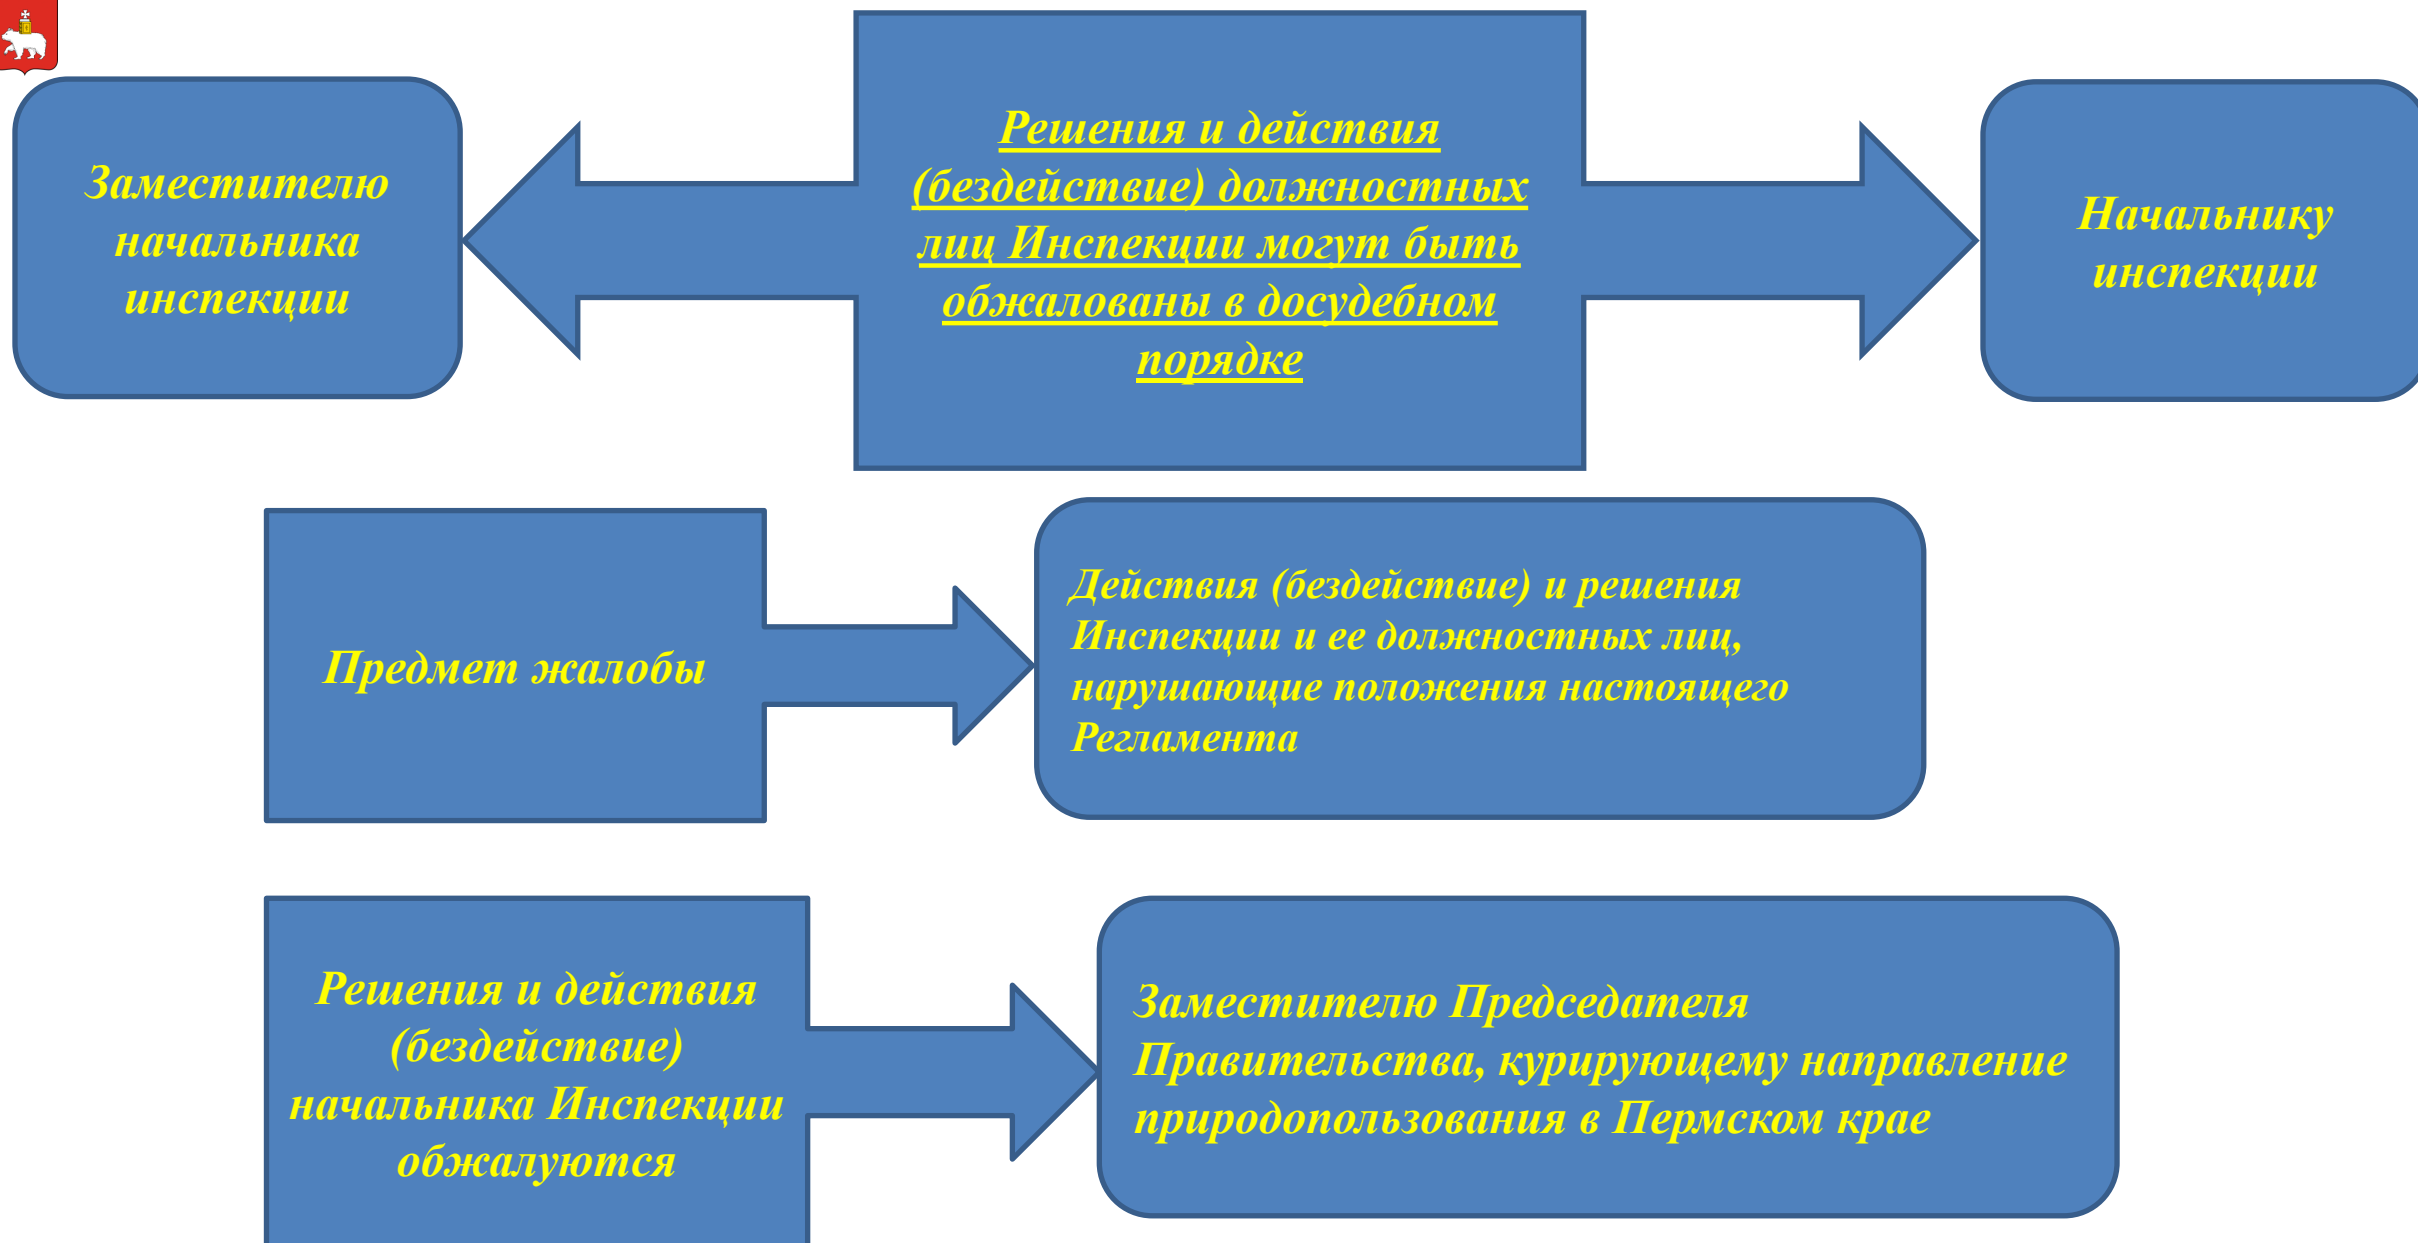 Заместителю
начальника
инспекции
Решения и действия
(бездействие) должностных
лиц Инспекции могут быть
обжалованы в досудебном
порядке
Начальнику
инспекции
Предмет жалобы
Действия (бездействие) и решения
Инспекции и ее должностных лиц,
нарушающие положения настоящего
Регламента
Решения и действия
(бездействие)
начальника Инспекции
обжалуются
Заместителю Председателя
Правительства, курирующему направление
природопользования в Пермском крае